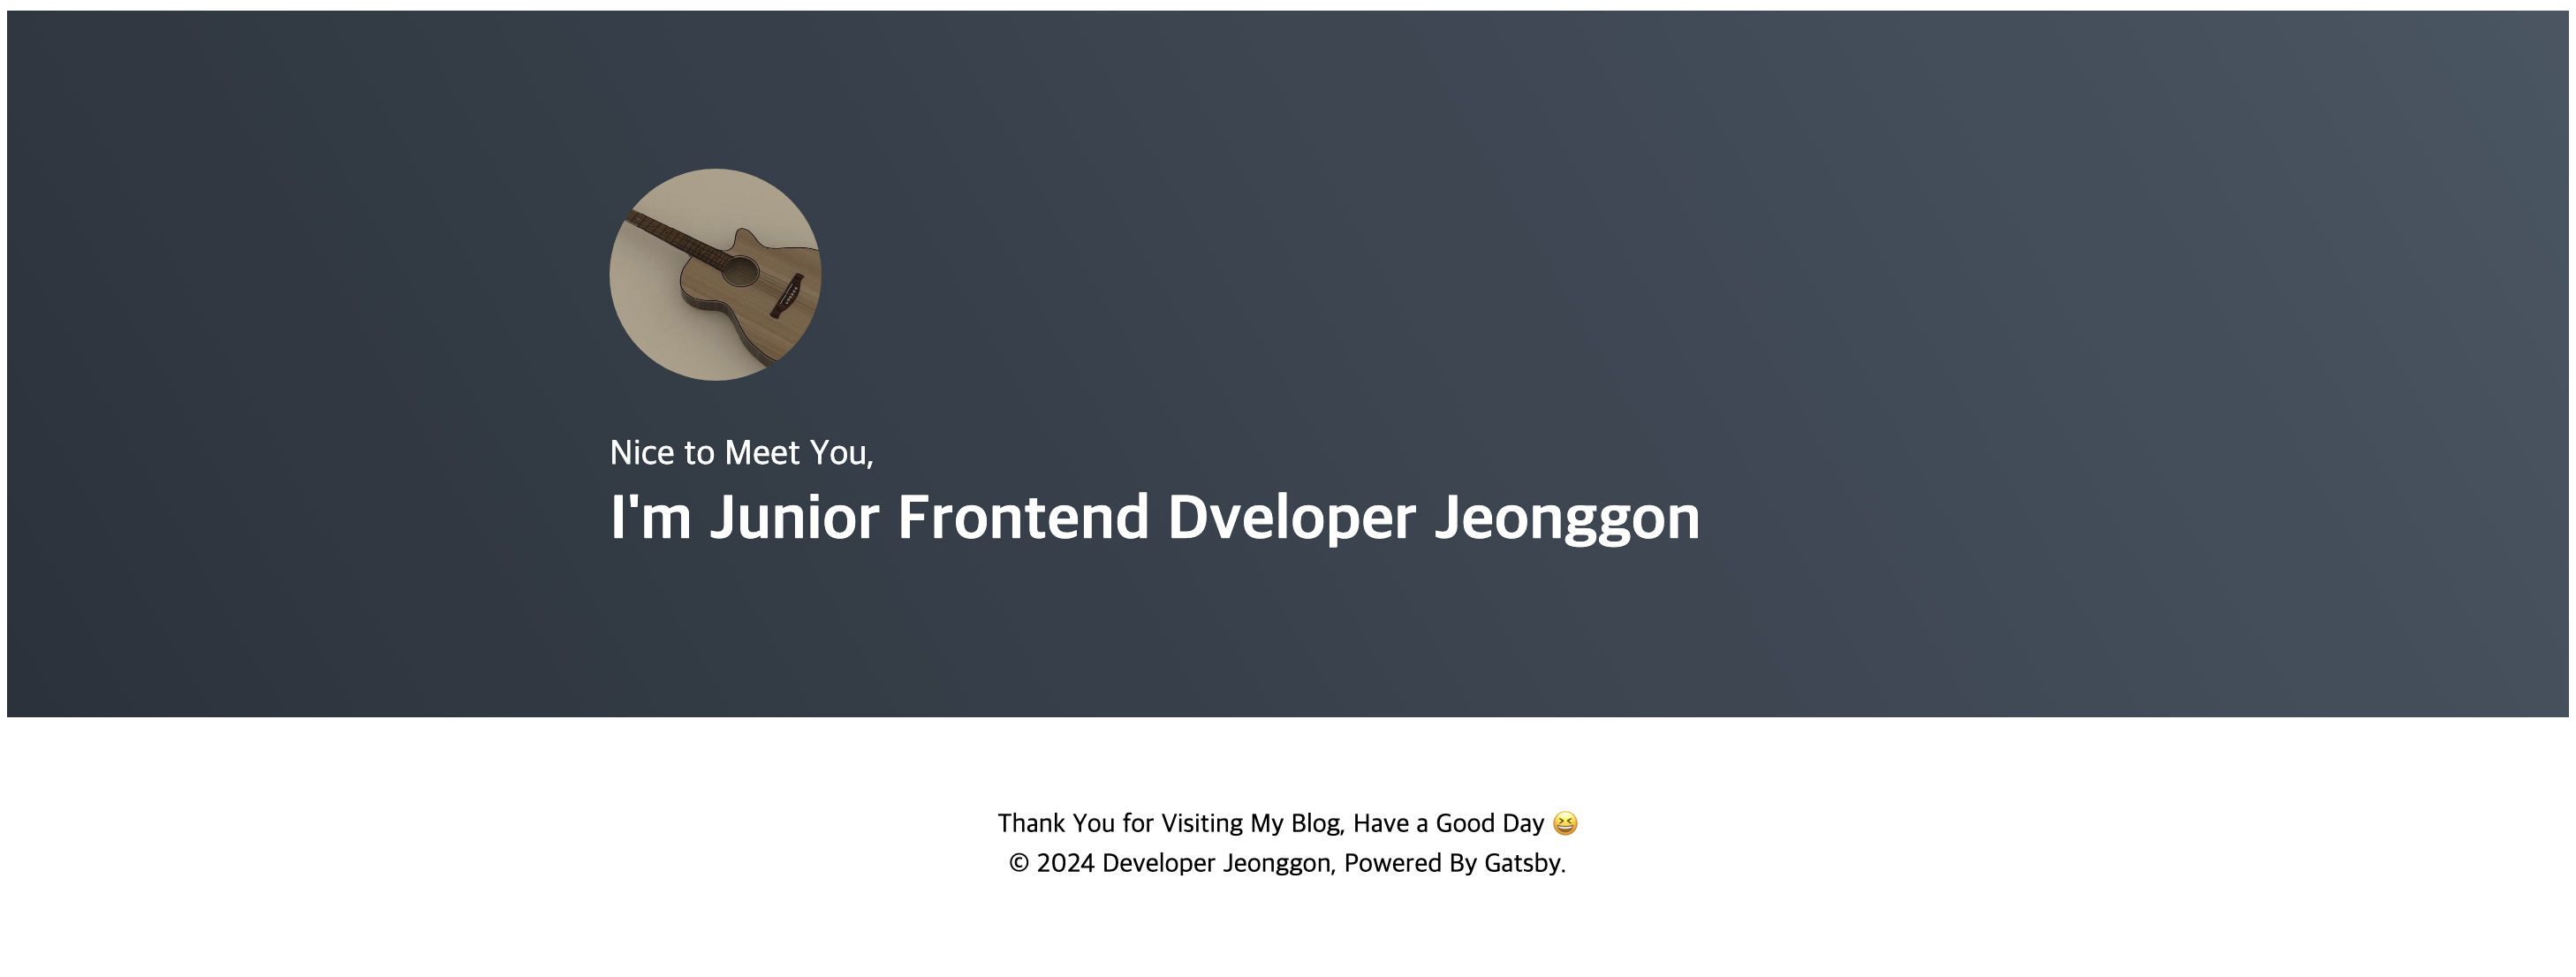 Nice to Meet You,
I'm Junior Frontend Dveloper Jeonggon
Thank You for Visiting My Blog, Have a Good Day 😆
© 2024 Developer Jeonggon, Powered By Gatsby.